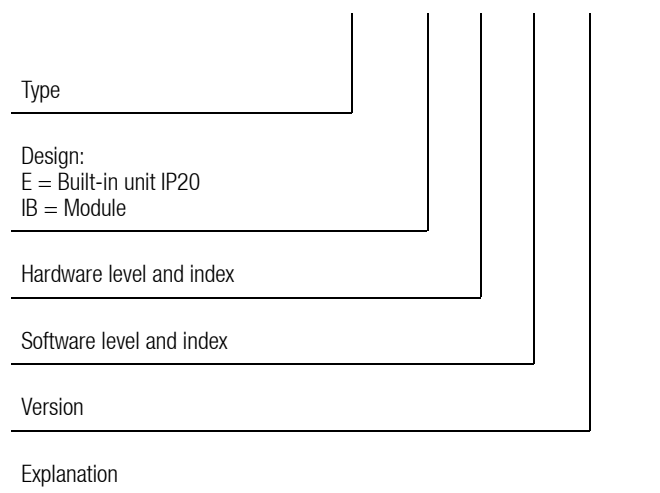 Type
Design:
E = Built-in unit IP20
IB = Module
Hardware level and index
Software level and index
Version
Explanation